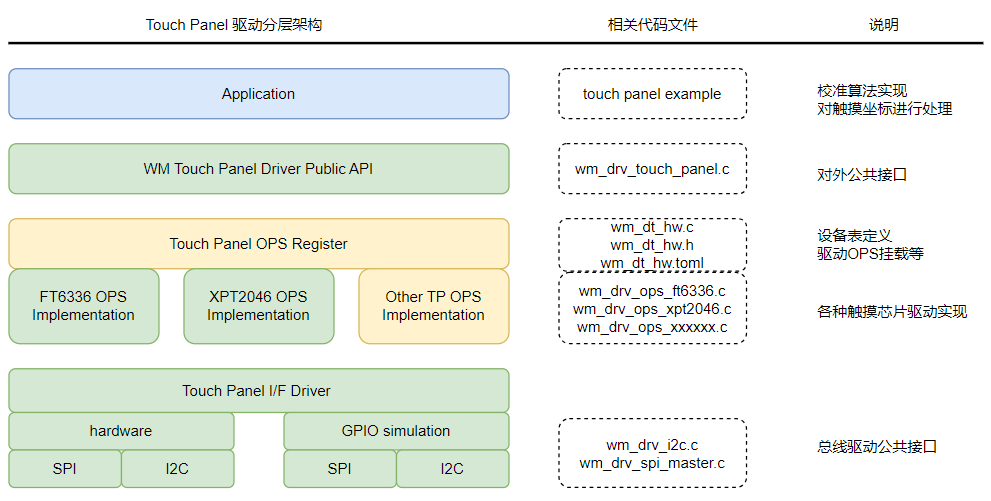 Touch Panel 驱动分层架构
相关代码文件
说明
Application
touch panel example
校准算法实现
对触摸坐标进行处理
WM Touch Panel Driver Public API
wm_drv_touch_panel.c
对外公共接口
Touch Panel OPS Register
wm_dt_hw.c
wm_dt_hw.h
wm_dt_hw.toml
设备表定义
驱动OPS挂载等
FT6336 OPS
Implementation
XPT2046 OPS
Implementation
Other TP OPS
Implementation
wm_drv_ops_ft6336.c
wm_drv_ops_xpt2046.c
wm_drv_ops_xxxxxx.c
各种触摸芯片驱动实现
Touch Panel I/F Driver
hardware
GPIO simulation
SPI
I2C
SPI
I2C
wm_drv_i2c.c
wm_drv_spi_master.c
总线驱动公共接口